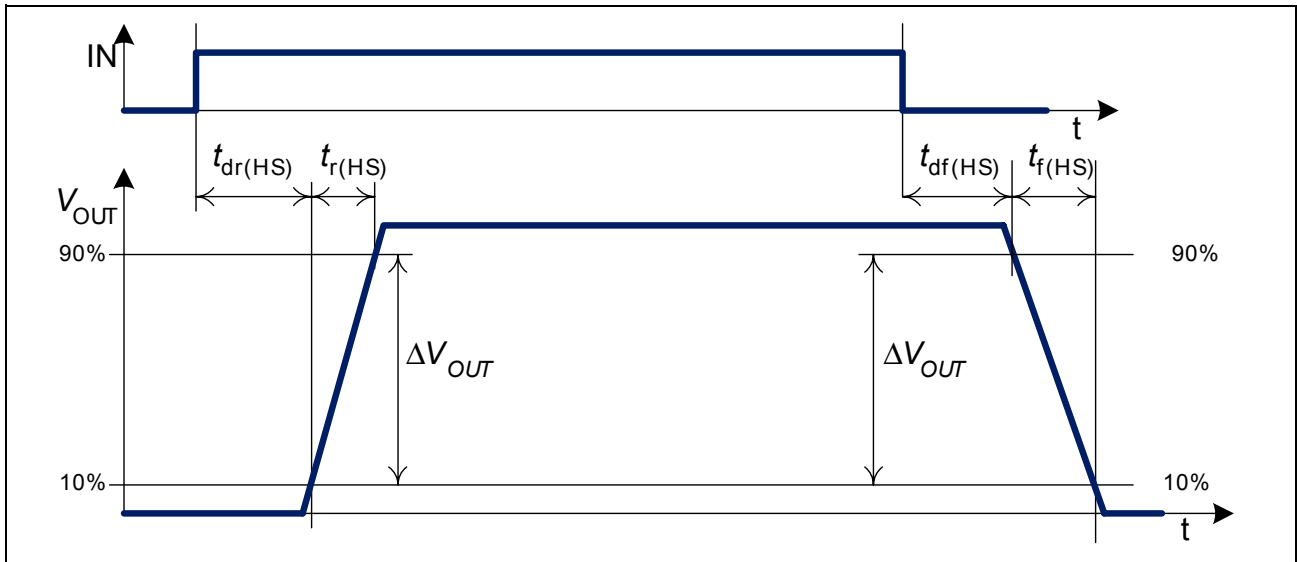 IN
t
tdr(HS) tr(HS) tdf(HS) tf(HS)
VOUT
90% 90%
ΔVOUT ΔVOUT
10% 10%
t